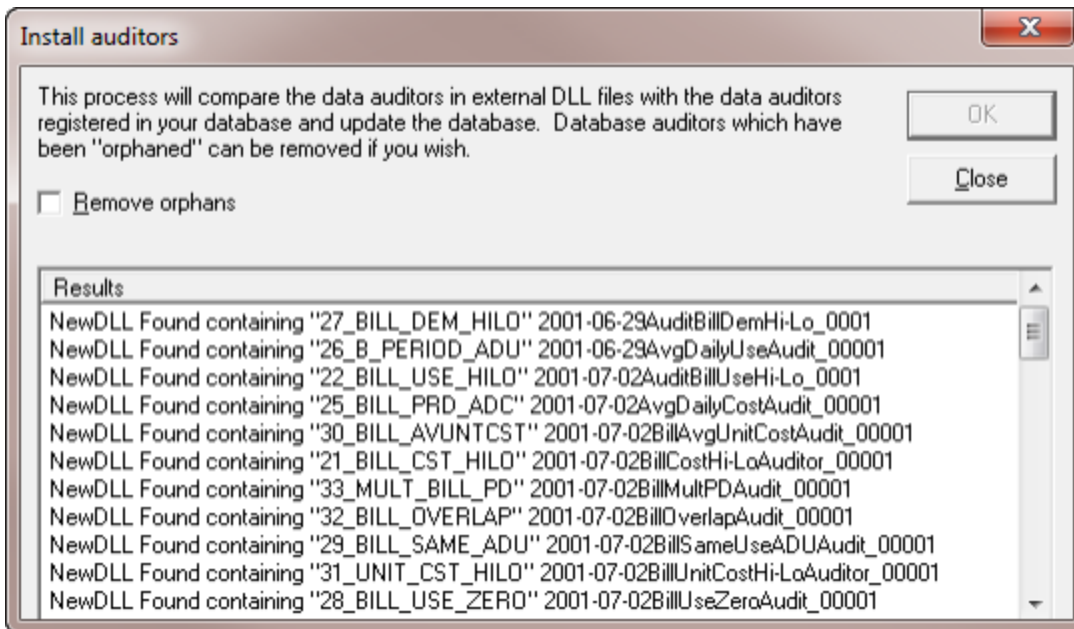 Install auditors
This process will compare the data auditors in external DLL files with the data auditors
registered in your database and update the database.  Database auditors which have
been "orphaned" can be removed if you wish.
OK
Close
Remove orphans
Results
NewDLL Found containing "27_BILL_DEM_HILO" 2001-06-29AuditBillDemHi-Lo_0001
NewDLL Found containing "26_B_PERIOD_ADU" 2001-06-29AvgDailyUseAudit_00001
NewDLL Found containing "22_BILL_USE_HILO" 2001-07-02AuditBillUseHi-Lo_0001
NewDLL Found containing "25_BILL_PRD_ADC" 2001-07-02AvgDailyCostAudit_00001
NewDLL Found containing "30_BILL_AVUNTCST" 2001-07-02BillAvgUnitCostAudit_00001
NewDLL Found containing "21_BILL_CST_HILO" 2001-07-02BillCostHi-LoAuditor_00001
NewDLL Found containing "33_MULT_BILL_PD" 2001-07-02BillMultPDAudit_00001
NewDLL Found containing "32_BILL_OVERLAP" 2001-07-02BillOverlapAudit_00001
NewDLL Found containing "29_BILL_SAME_ADU" 2001-07-02BillSameUseADUAudit_00001
NewDLL Found containing "31_UNIT_CST_HILO" 2001-07-02BillUnitCostHi-LoAuditor_00001
NewDLL Found containing "28_BILL_USE_ZERO" 2001-07-02BillUseZeroAudit_00001